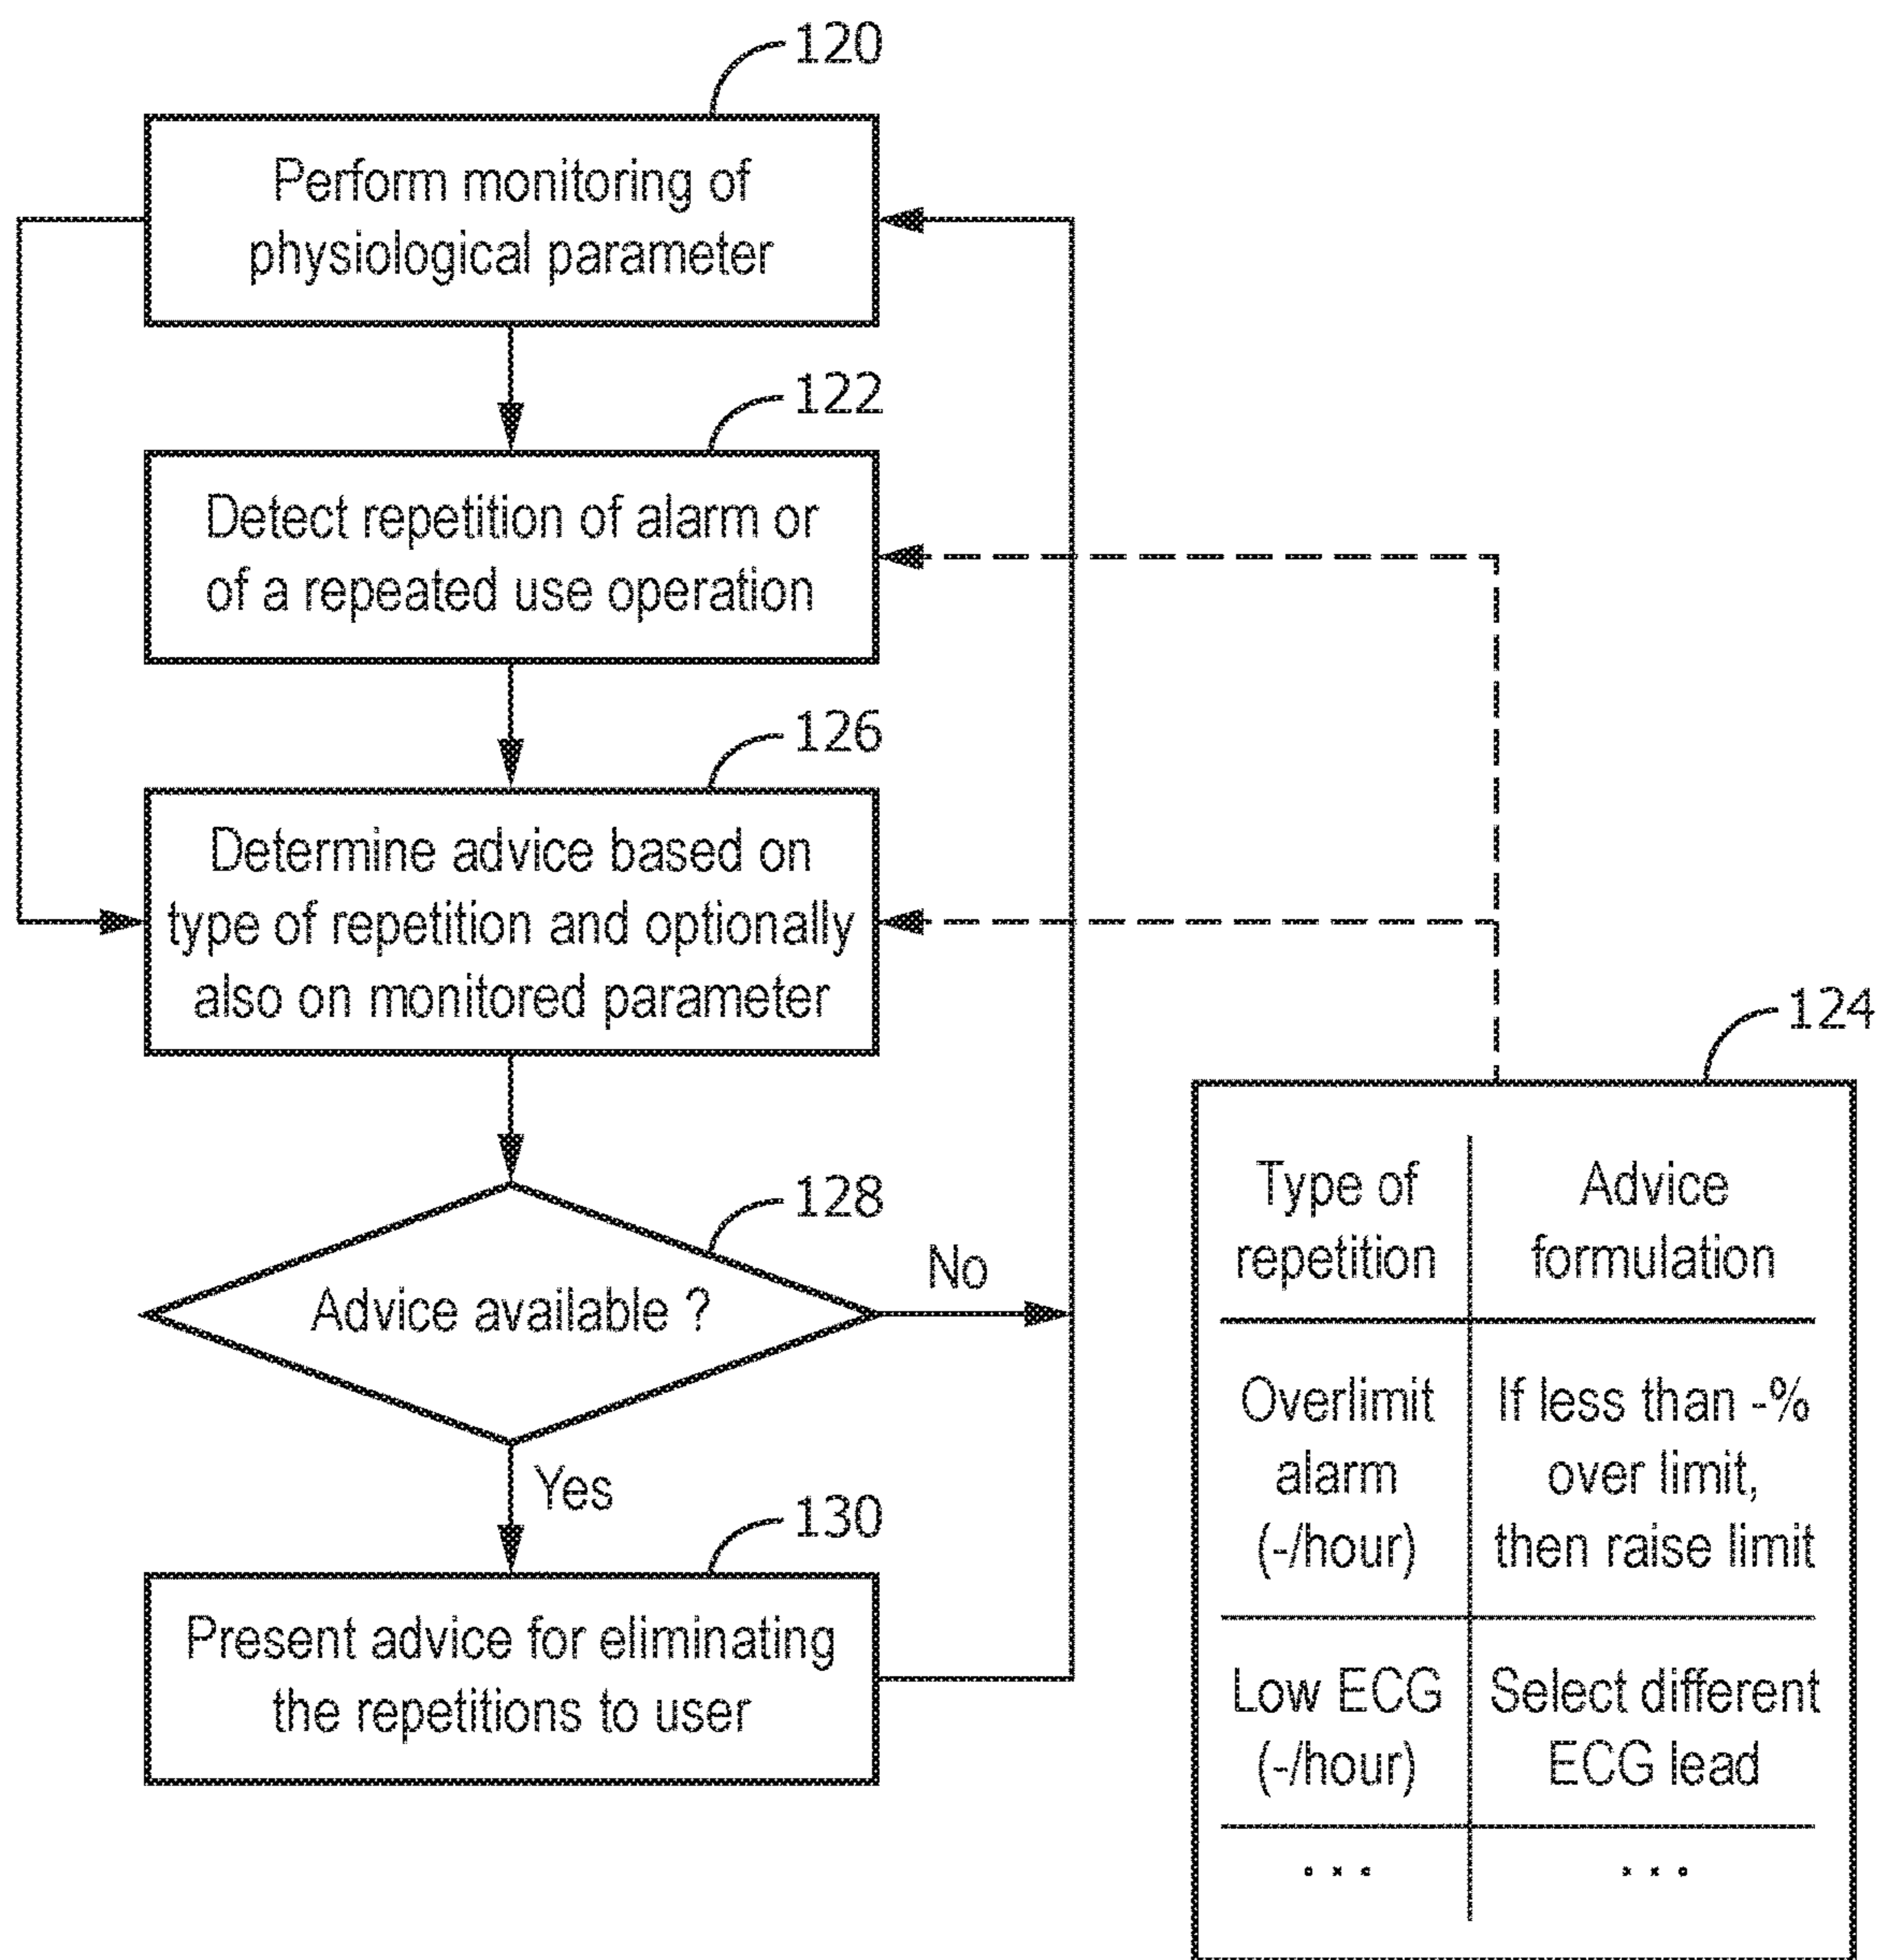 120
Perform monitoring of
physiological parameter
122
Detect repetition of alarm or
of a repeated use operation
126
Determine advice based on
type of repetition and optionally
also on monitored parameter
128
Advice available ?
No
Yes
130
Present advice for eliminating
the repetitions to user
124
Type of
repetition
Advice
formulation
Overlimit
alarm
(-/hour)
If less than -%
over limit,
then raise limit
Low ECG
(-/hour)
Select different
ECG lead
...
...